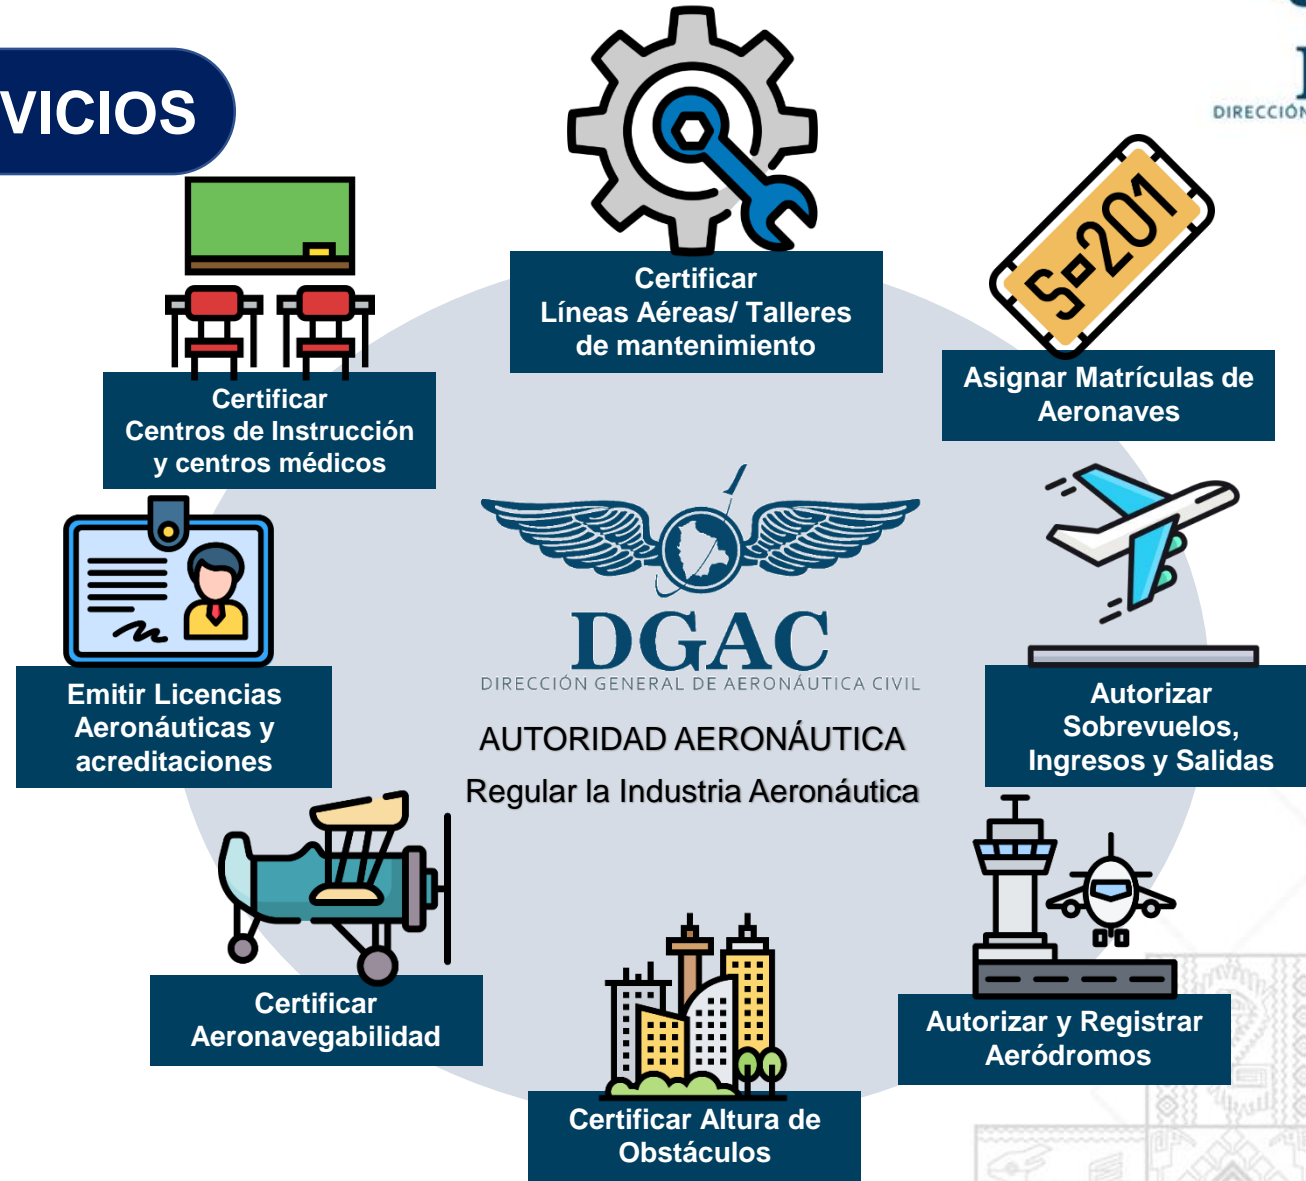 VICIOS
DIRECCIÓN
Certificar
Líneas Aéreas/ Talleres
de mantenimiento
S-201
Asignar Matrículas de
Aeronaves
Certificar
Centros de Instrucción
y centros médicos
DGAC
DIRECCIÓN GENERAL DE AERONÁUTICA CIVIL
AUTORIDAD AERONÁUTICA
Regular la Industria Aeronáutica
Emitir Licencias
Aeronáuticas y
acreditaciones
Autorizar
Sobrevuelos,
Ingresos y Salidas
Certificar
Aeronavegabilidad
Autorizar y Registrar
Aeródromos
Certificar Altura de
Obstáculos